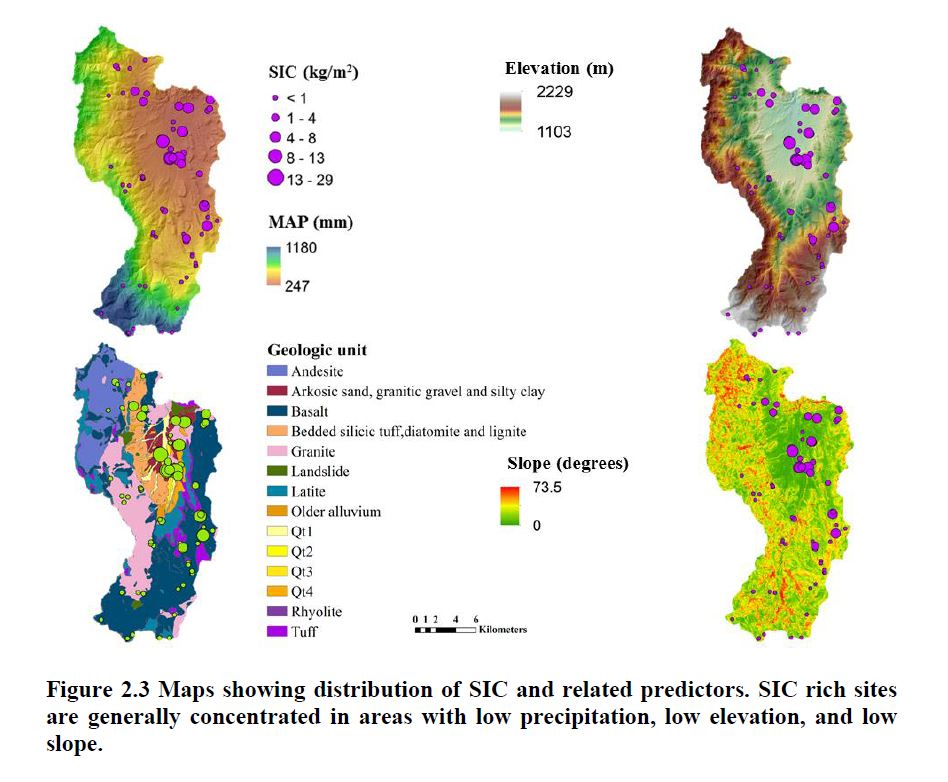 SIC (kg/m²)
< 1
1 - 4
4 - 8
8 - 13
13 - 29
MAP (mm)
1180
247
Elevation (m)
2229
1103
Geologic unit
Andesite
Arkosic sand, granitic gravel and silty clay
Basalt
Bedded silicic tuff,diatomite and lignite
Granite
Landslide
Latite
Older alluvium
Qt1
Qt2
Qt3
Qt4
Rhyolite
Tuff
0 1 2 4 6
Kilometers
Slope (degrees)
73.5
0
Figure 2.3 Maps showing distribution of SIC and related predictors. SIC rich sites
are generally concentrated in areas with low precipitation, low elevation, and low
slope.